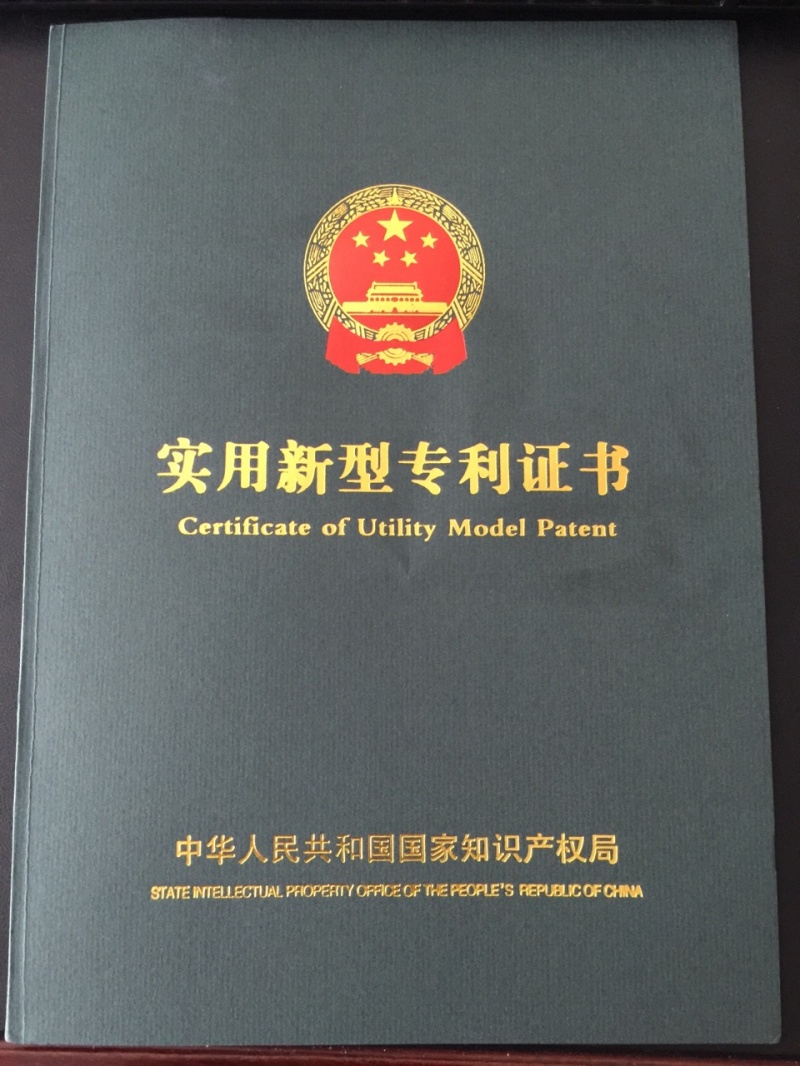 实用新型专利证书
Certificate of Utility Model Patent
中华人民共和国国家知识产权局
STATE INTELLECTUAL PROPERTY OFFICE OF THE PEOPLE'S REPUBLIC OF CHINA